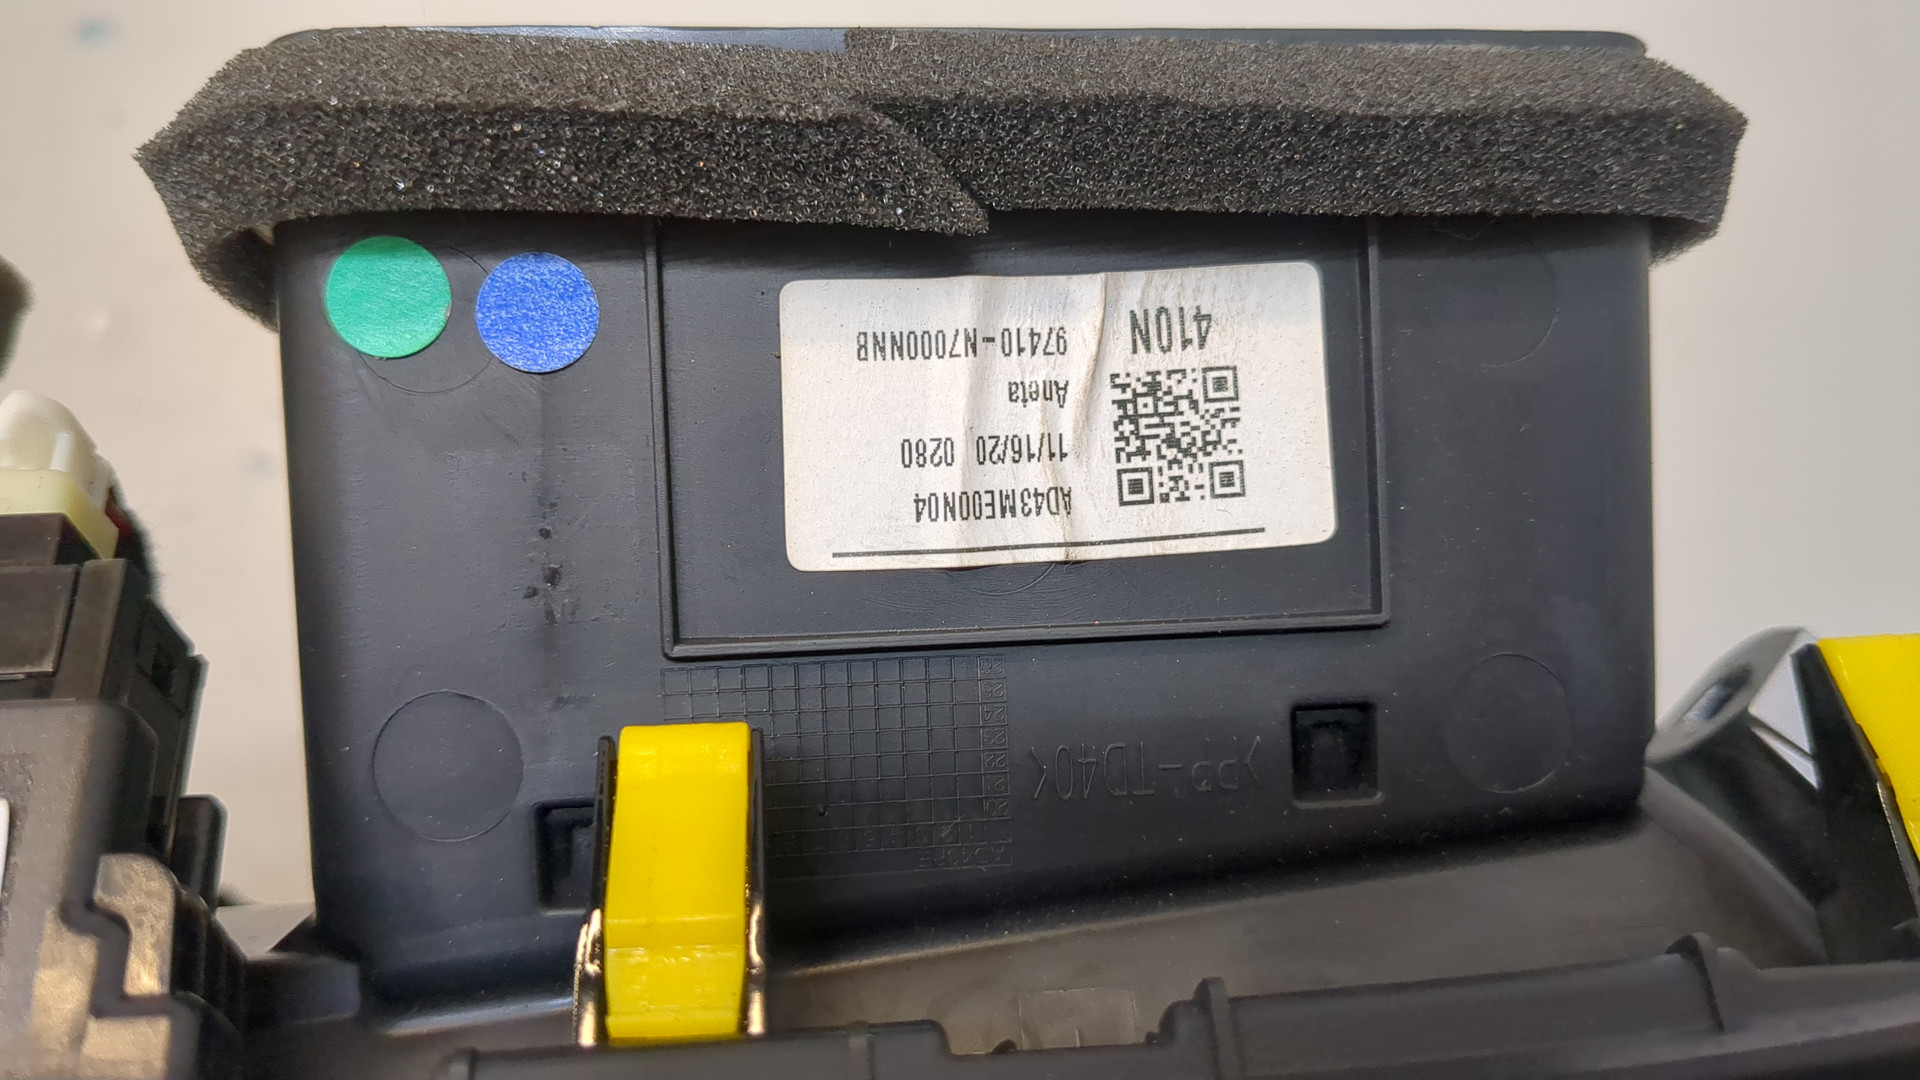 AD43ME00N04
11/16/20 0280
Aneta
97410-N7000NNB
410N
>PP-TD40<